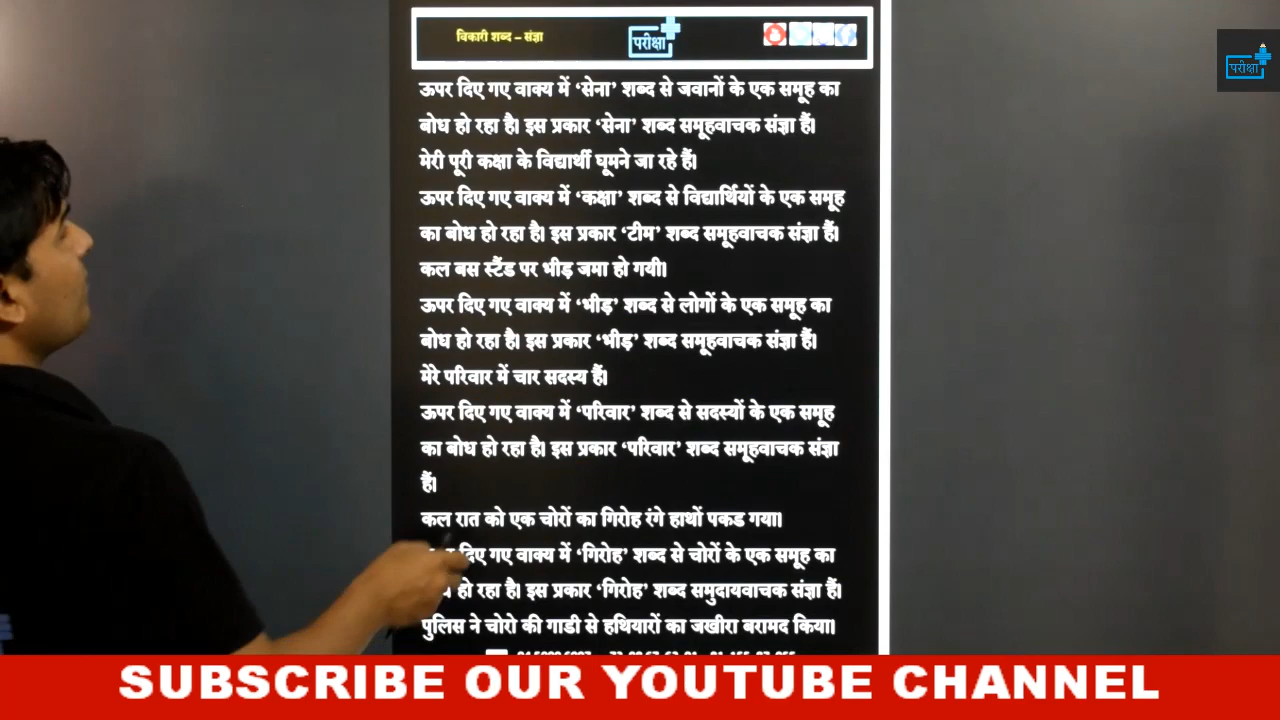 विकारी शब्द – संज्ञा
परीक्षा
परीक्षा
ऊपर दिए गए वाक्य में ‘सेना’ शब्द से जवानों के एक समूह का
बोध हो रहा है। इस प्रकार ‘सेना’ शब्द समूहवाचक संज्ञा हैं।
मेरी पूरी कक्षा के विद्यार्थी घूमने जा रहे हैं।
ऊपर दिए गए वाक्य में ‘कक्षा’ शब्द से विद्यार्थियों के एक समूह
का बोध हो रहा है। इस प्रकार ‘टीम’ शब्द समूहवाचक संज्ञा हैं।
कल बस स्टैंड पर भीड़ जमा हो गयी।
ऊपर दिए गए वाक्य में ‘भीड़’ शब्द से लोगों के एक समूह का
बोध हो रहा है। इस प्रकार ‘भीड़’ शब्द समूहवाचक संज्ञा हैं।
मेरे परिवार में चार सदस्य हैं।
ऊपर दिए गए वाक्य में ‘परिवार’ शब्द से सदस्यों के एक समूह
का बोध हो रहा है। इस प्रकार ‘परिवार’ शब्द समूहवाचक संज्ञा
हैं।
कल रात को एक चोरों का गिरोह रंगे हाथों पकड गया।
दिए गए वाक्य में ‘गिरोह’ शब्द से चोरों के एक समूह का
हो रहा है। इस प्रकार ‘गिरोह’ शब्द समुदायवाचक संज्ञा हैं।
पुलिस ने चोरो की गाडी से हथियारों का जखीरा बरामद किया।
SUBSCRIBE OUR YOUTUBE CHANNEL